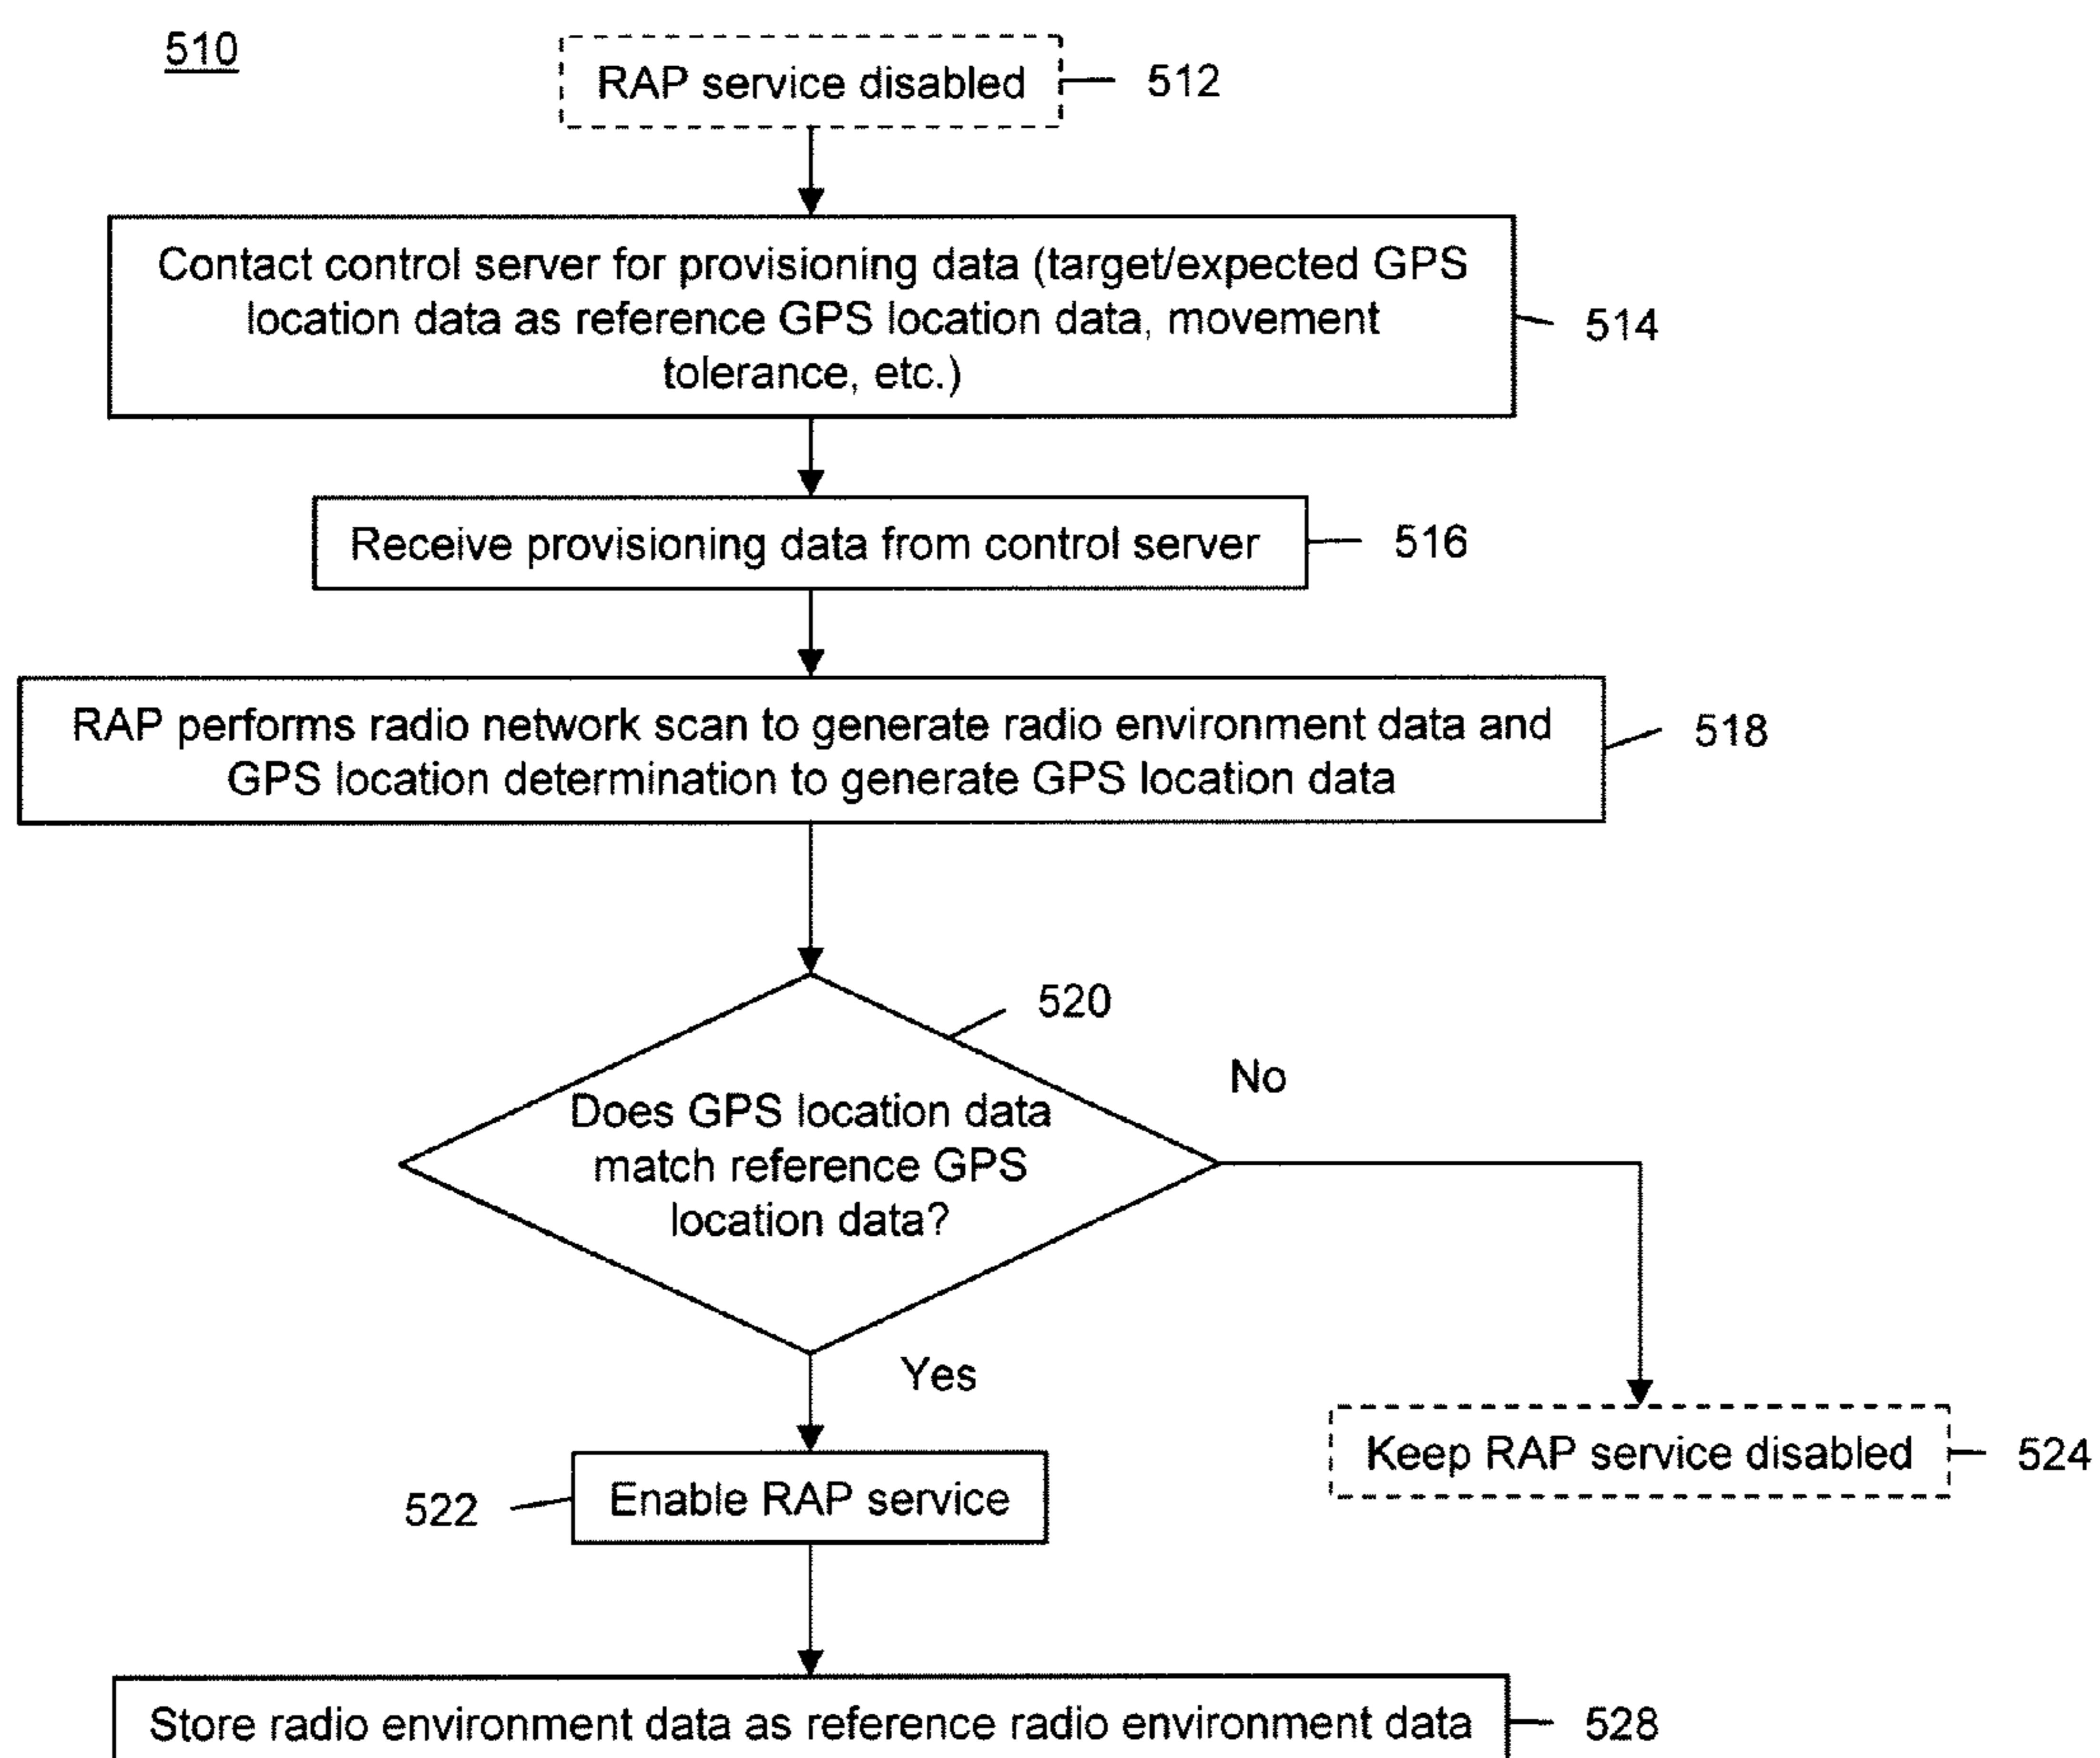 510
RAP service disabled
512
Contact control server for provisioning data (target/expected GPS
location data as reference GPS location data, movement
tolerance, etc.)
514
Receive provisioning data from control server
516
RAP performs radio network scan to generate radio environment data and
GPS location determination to generate GPS location data
518
520
No
Does GPS location data
match reference GPS
location data?
Yes
Keep RAP service disabled
524
522
Enable RAP service
Store radio environment data as reference radio environment data
528